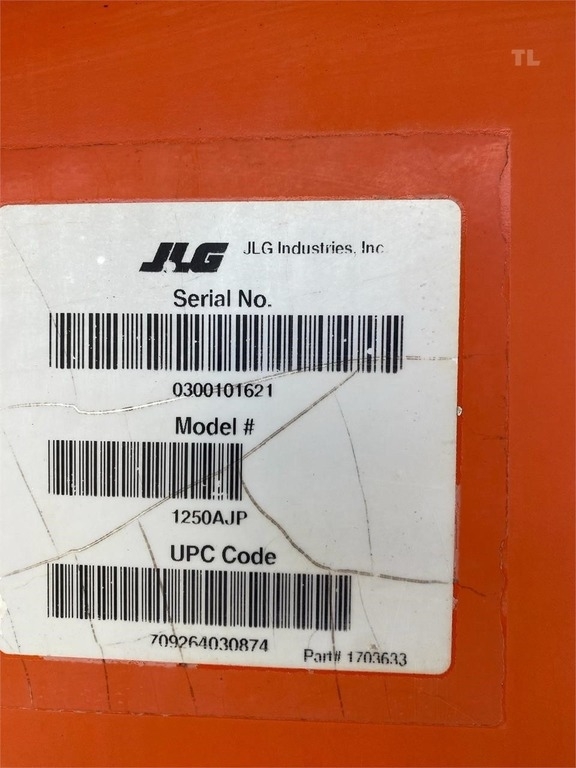 TL
JLG JLG Industries, Inc
Serial No.
0300101621
Model #
1250AJP
UPC Code
709264030874
Part# 1703633